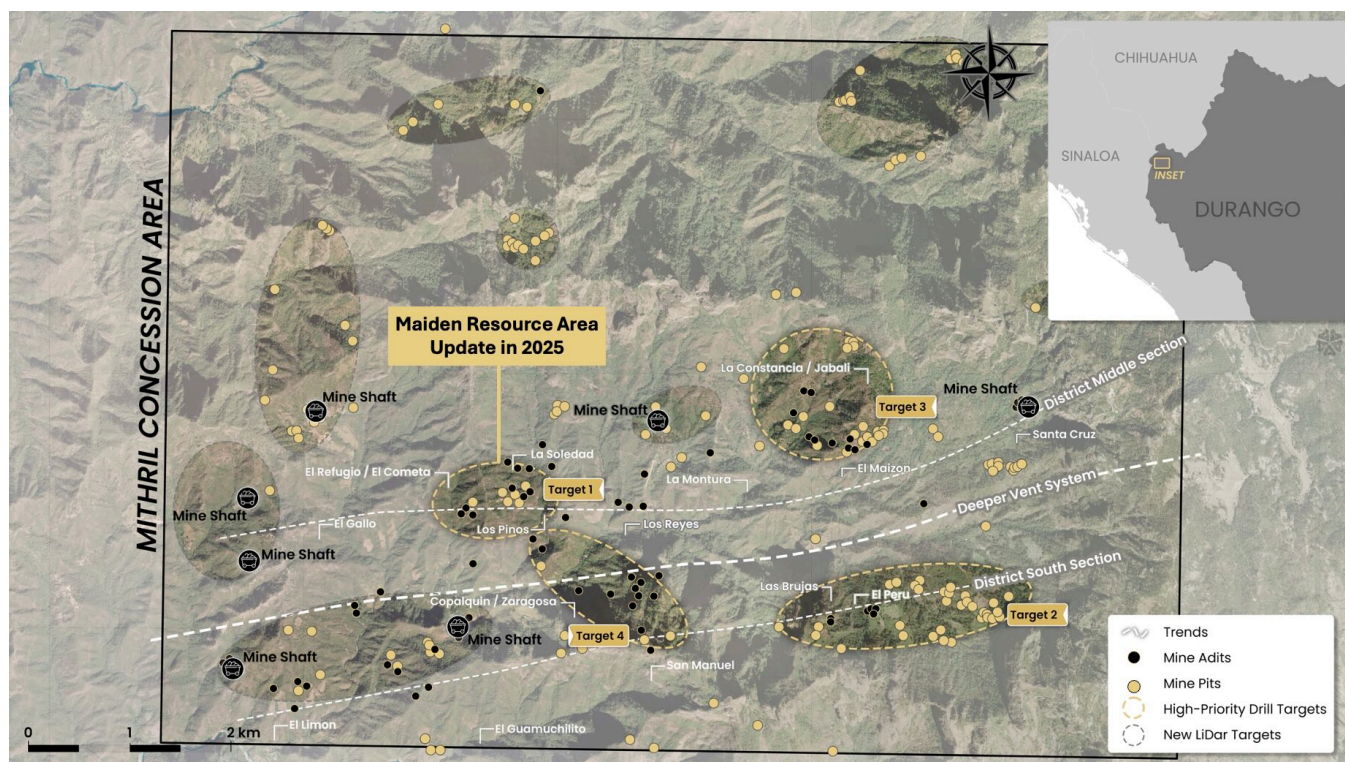 CHIHUAHUA
SINALOA
INSET
DURANGO
MITHRIL CONCESSION AREA
Maiden Resource Area
Update in 2025
La Constancia / Jabali
District Middle Section
Mine Shaft
Mine Shaft
Mine Shaft
Target 3
Santa Cruz
La Soledad
El Refugio / El Cometa
El Maizon
La Montura
Target 1
Deeper Vent System
Mine Shaft
El Gallo
Los Pinos
Los Reyes
Mine Shaft
District South Section
Las Brujas
El Peru
Copalquin / Zaragosa
Target 2
Target 4
Mine Shaft
Mine Shaft
San Manuel
El Limon
El Guamuchilito
0
1
2 km
Trends
Mine Adits
Mine Pits
High-Priority Drill Targets
New LiDar Targets